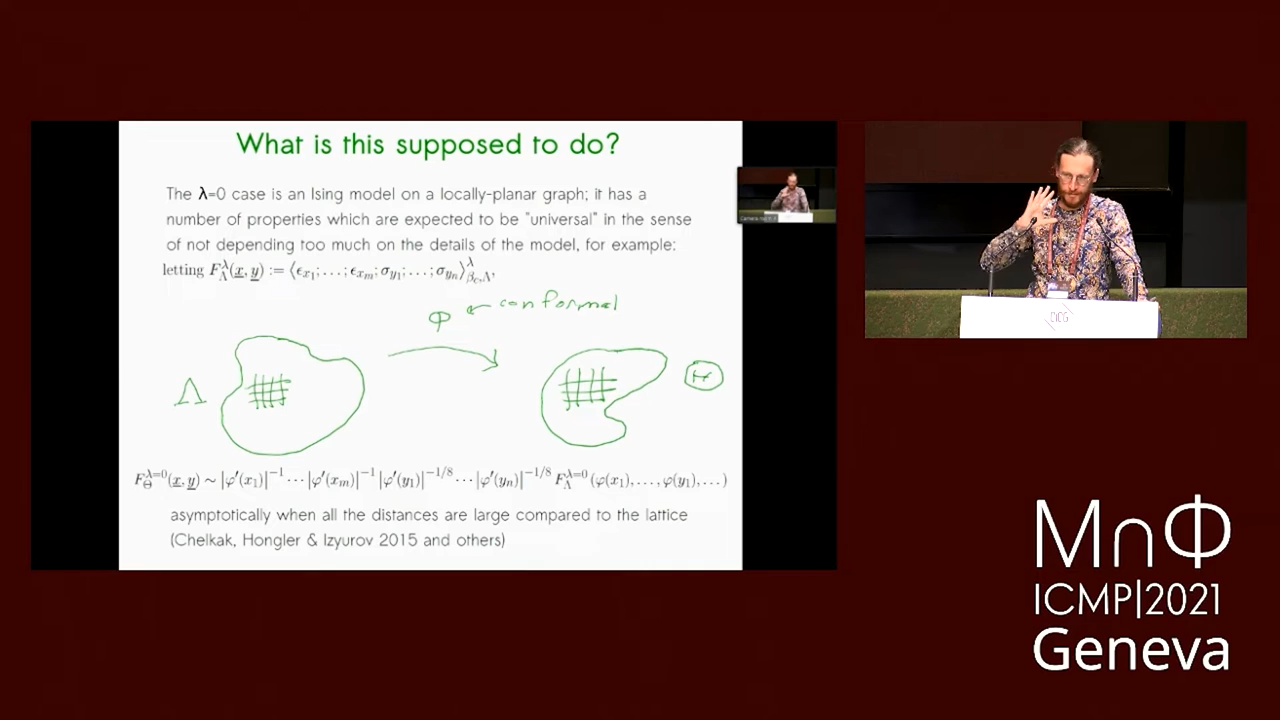 What is this supposed to do?
The λ=0 case is an Ising model on a locally-planar graph; it has a
number of properties which are expected to be "universal" in the sense
of not depending too much on the details of the model, for example:
letting F_Λ^λ(x, y) := ⟨ϵ_{x_1}; …; ϵ_{x_m}; σ_{y_1}; …; σ_{y_n}⟩^λ_{β_c,Λ},
Φ ← conformal
Λ Θ
F_Θ^{λ=0}(x, y) ∼ |φ′(x_1)|^{-1} ⋯ |φ′(x_m)|^{-1} |φ′(y_1)|^{-1/8} ⋯ |φ′(y_n)|^{-1/8} F_Λ^{λ=0}(φ(x_1), …, φ(y_1), …)
asymptotically when all the distances are large compared to the lattice
(Chelkak, Hongler & Izyurov 2015 and others)
M∩Φ
ICMP|2021
Geneva